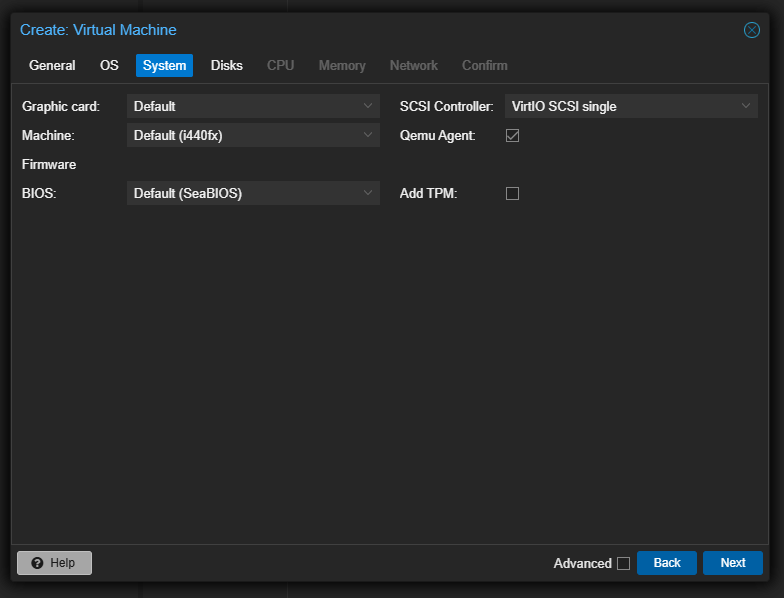 Create: Virtual Machine
General OS System Disks CPU Memory Network Confirm
Graphic card: Default SCSI Controller: VirtIO SCSI single
Machine: Default (i440fx) Qemu Agent:
Firmware
BIOS: Default (SeaBIOS) Add TPM:
? Help Advanced Back Next